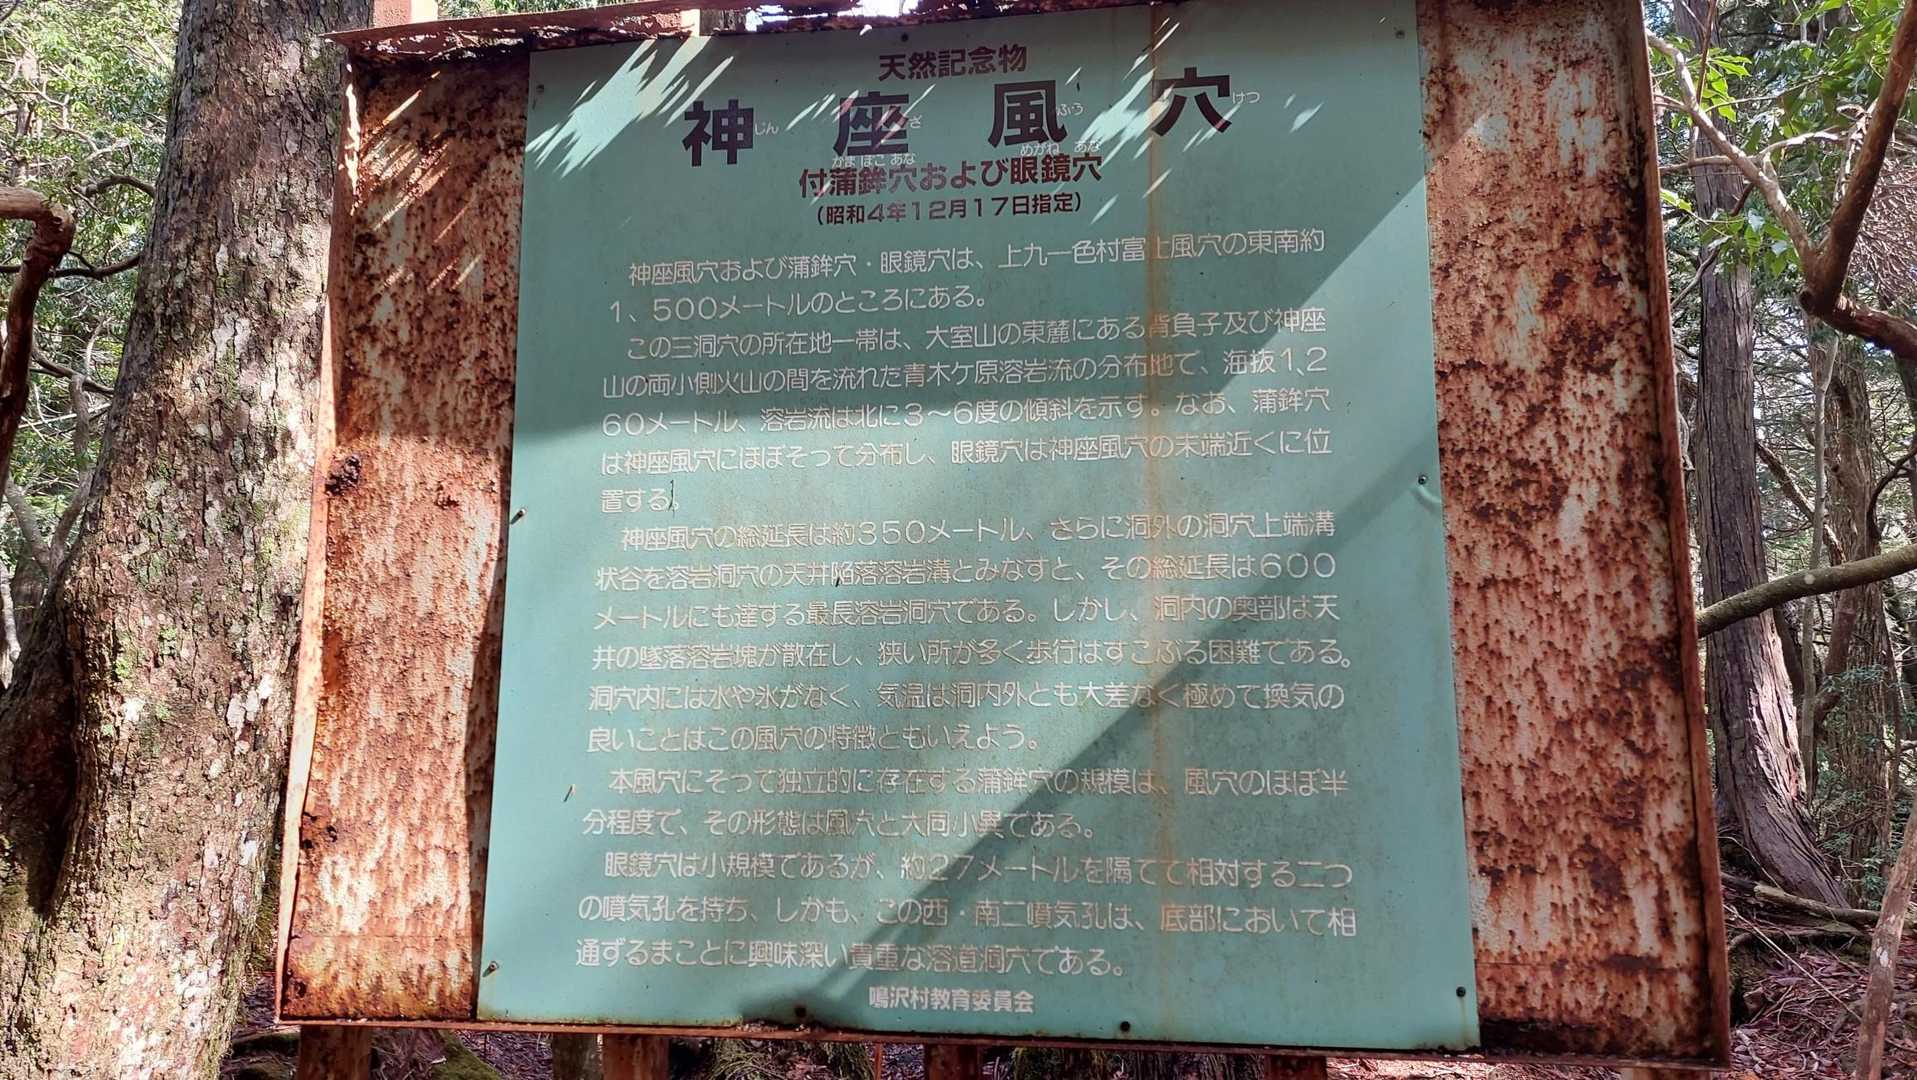 天然記念物
神座風穴
じん ざ ふう けつ
かまぼこあな めがね あな
付蒲鉾穴および眼鏡穴
(昭和4年12月17日指定)
神座風穴および蒲鉾穴・眼鏡穴は、上九一色村富士風穴の東南約
1、500メートルのところにある。
この三洞穴の所在地一帯は、大室山の東麓にある背負子及び神座
山の両小側火山の間を流れた青木ケ原溶岩流の分布地で、海抜1、2
60メートル、溶岩流は北に3〜6度の傾斜を示す。なお、蒲鉾穴
は神座風穴にほぼそって分布し、眼鏡穴は神座風穴の末端近くに位
置する。
神座風穴の総延長は約350メートル、さらに洞外の洞穴上端溝
状谷を溶岩洞穴の天井陥落溶岩溝とみなすと、その総延長は600
メートルにも達する最長溶岩洞穴である。しかし、洞内の奥部は天
井の墜落溶岩塊が散在し、狭い所が多く歩行はすこぶる困難である。
洞穴内には水や氷がなく、気温は洞内外とも大差なく極めて換気の
良いことはこの風穴の特徴ともいえよう。
本風穴にそって独立的に存在する蒲鉾穴の規模は、風穴のほぼ半
分程度で、その形態は風穴と大同小異である。
眼鏡穴は小規模であるが、約27メートルを隔てて相対する二つ
の噴気孔を持ち、しかも、この西・南二噴気孔は、底部において相
通ずるまことに興味深い貴重な溶道洞穴である。
鳴沢村教育委員会